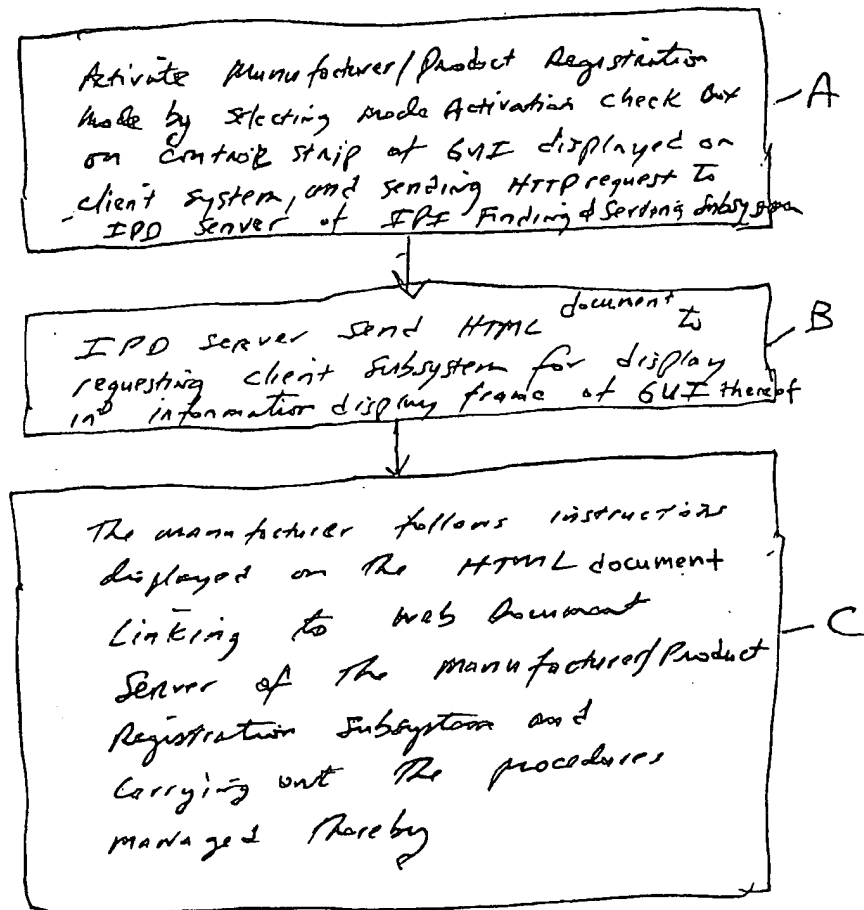 Activate Manufacturer/Product Registration
Mode by selecting Mode Activation check Box
on control strip of GUI displayed on
client system, and sending HTTP request to
IPD Server of IPI Finding & Serving Subsystem
A
IPD server send HTML document to
requesting client subsystem for display
in information display frame of GUI thereof
B
The manufacturer follows instructions
displayed on the HTML document
Linking to Web Document
Server of the Manufacturer/Product
Registration Subsystem and
Carrying out the procedures
managed thereby
C